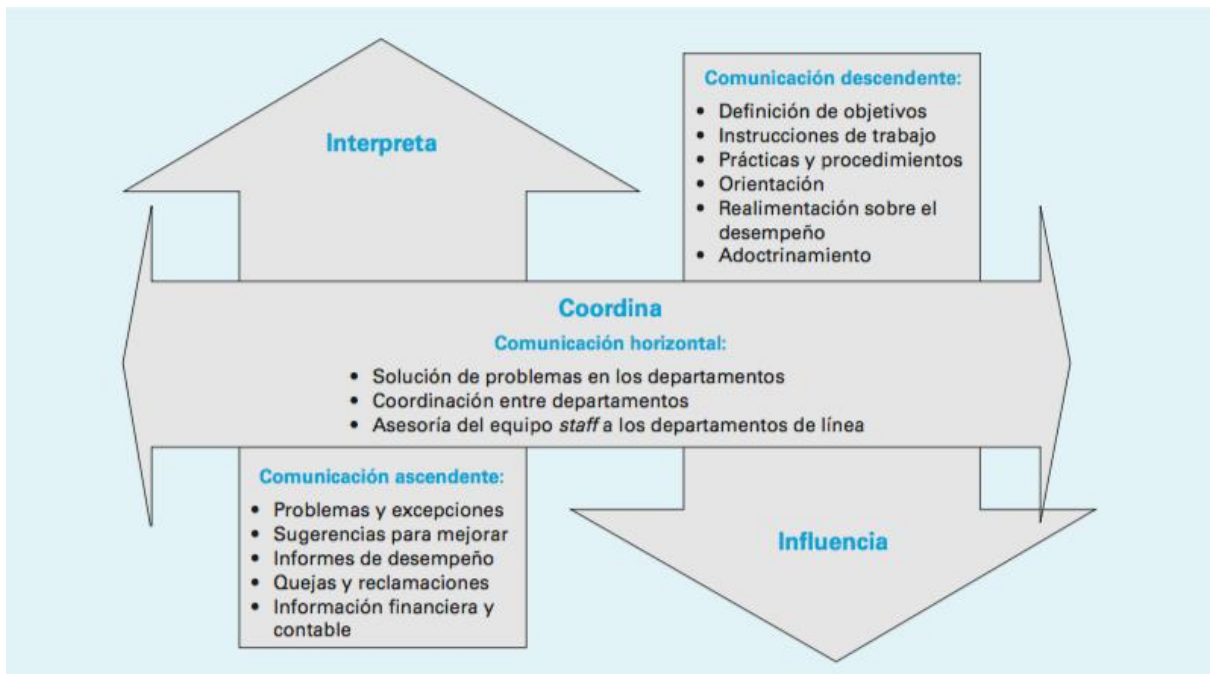 Interpreta
Comunicación descendente:
• Definición de objetivos
• Instrucciones de trabajo
• Prácticas y procedimientos
• Orientación
• Realimentación sobre el
desempeño
• Adoctrinamiento
Coordina
Comunicación horizontal:
• Solución de problemas en los departamentos
• Coordinación entre departamentos
• Asesoría del equipo staff a los departamentos de línea
Comunicación ascendente:
• Problemas y excepciones
• Sugerencias para mejorar
• Informes de desempeño
• Quejas y reclamaciones
• Información financiera y
contable
Influencia